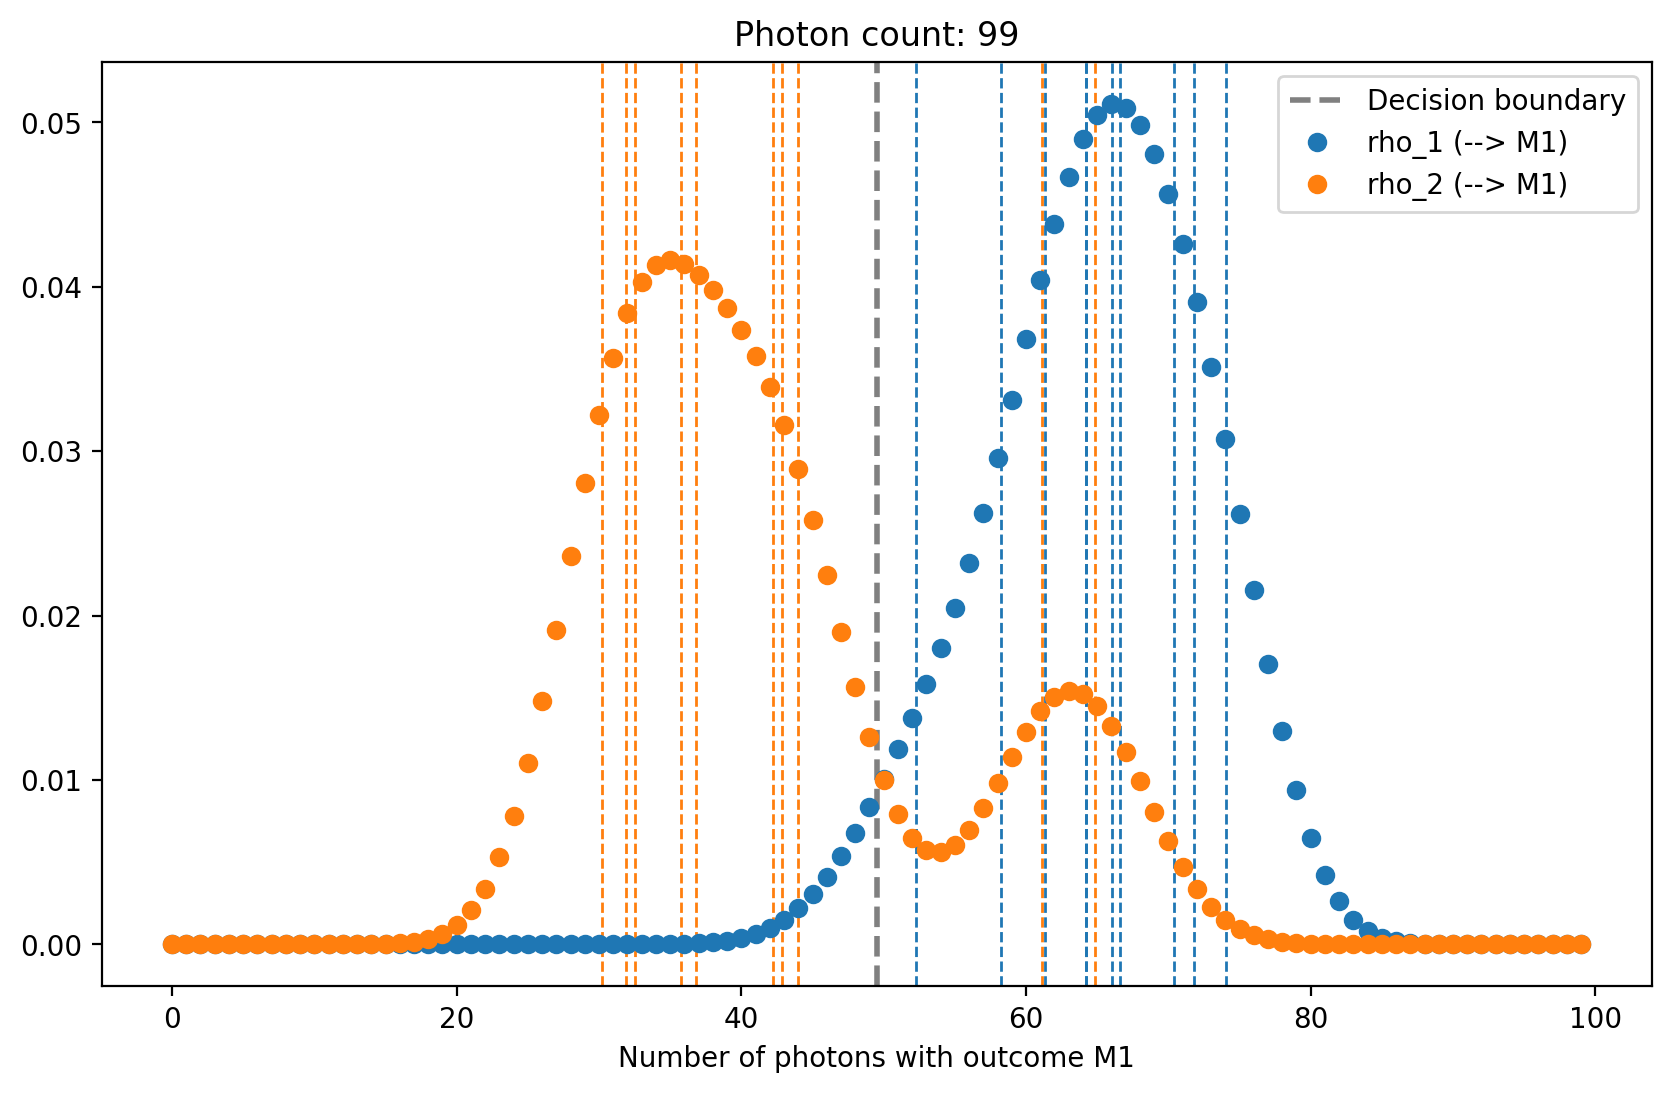 Photon count: 99
Decision boundary
rho_1 (--> M1)
rho_2 (--> M1)
0.05
0.04
0.03
0.02
0.01
0.00
0 20 40 60 80 100
Number of photons with outcome M1